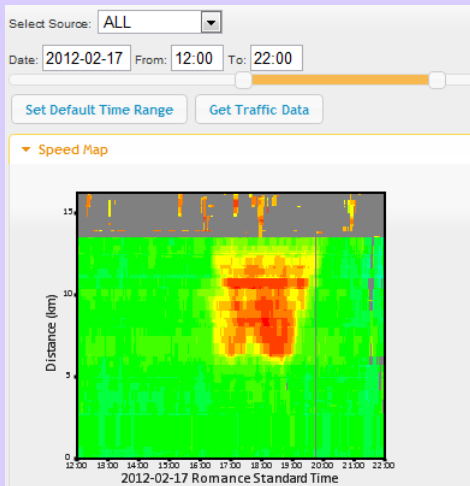 Select Source: ALL
Date: 2012-02-17 From: 12:00 To: 22:00
Set Default Time Range Get Traffic Data
Speed Map
15
10
5
0
Distance (km)
12:00 13:00 14:00 15:00 16:00 17:00 18:00 19:00 20:00 21:00 22:00
2012-02-17 Romance Standard Time